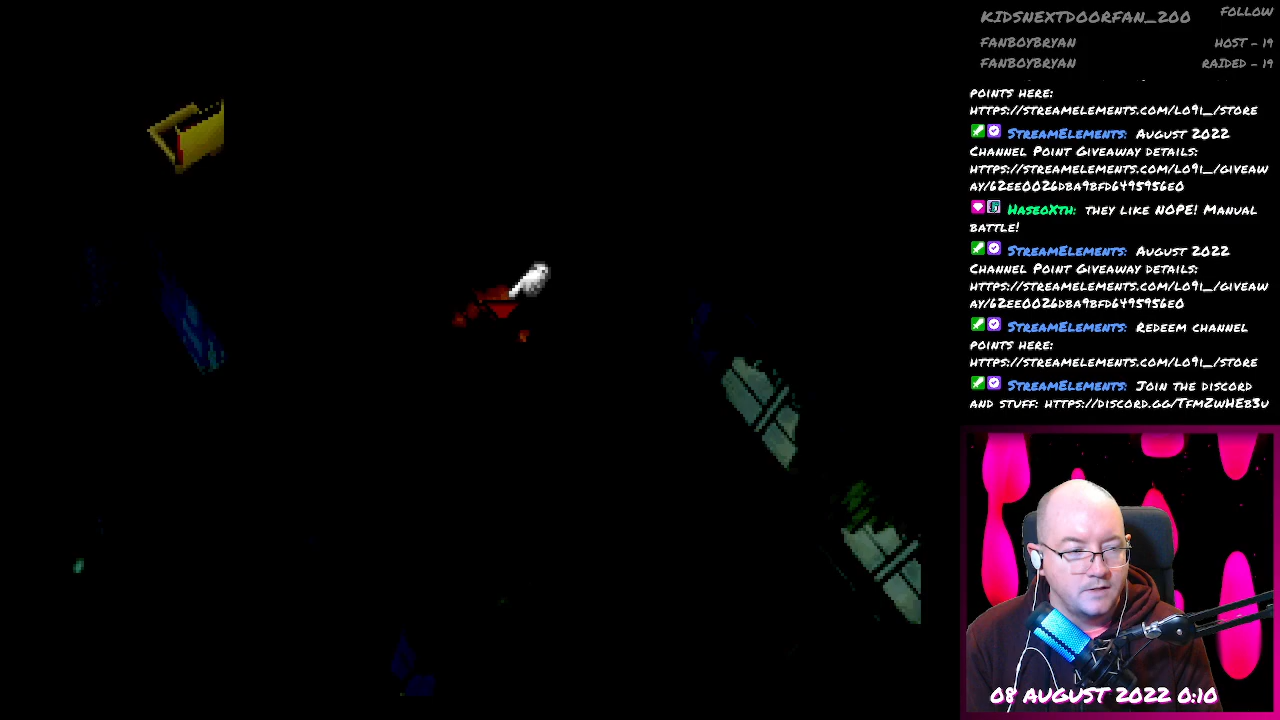 KIDSNEXTDOORFAN_200 FOLLOW
FANBOYBRYAN HOST - 19
FANBOYBRYAN RAIDED - 19
POINTS HERE:
HTTPS://STREAMELEMENTS.COM/LO9I_/STORE
STREAMELEMENTS: AUGUST 2022
CHANNEL POINT GIVEAWAY DETAILS:
HTTPS://STREAMELEMENTS.COM/LO9I_/GIVEAW
AY/62EE0026DBA9BFD6495956E0
HASEOXTH: THEY LIKE NOPE! MANUAL
BATTLE!
STREAMELEMENTS: AUGUST 2022
CHANNEL POINT GIVEAWAY DETAILS:
HTTPS://STREAMELEMENTS.COM/LO9I_/GIVEAW
AY/62EE0026DBA9BFD6495956E0
STREAMELEMENTS: REDEEM CHANNEL
POINTS HERE:
HTTPS://STREAMELEMENTS.COM/LO9I_/STORE
STREAMELEMENTS: JOIN THE DISCORD
AND STUFF: HTTPS://DISCORD.GG/TFMZWHEB3U
08 AUGUST 2022 0:10